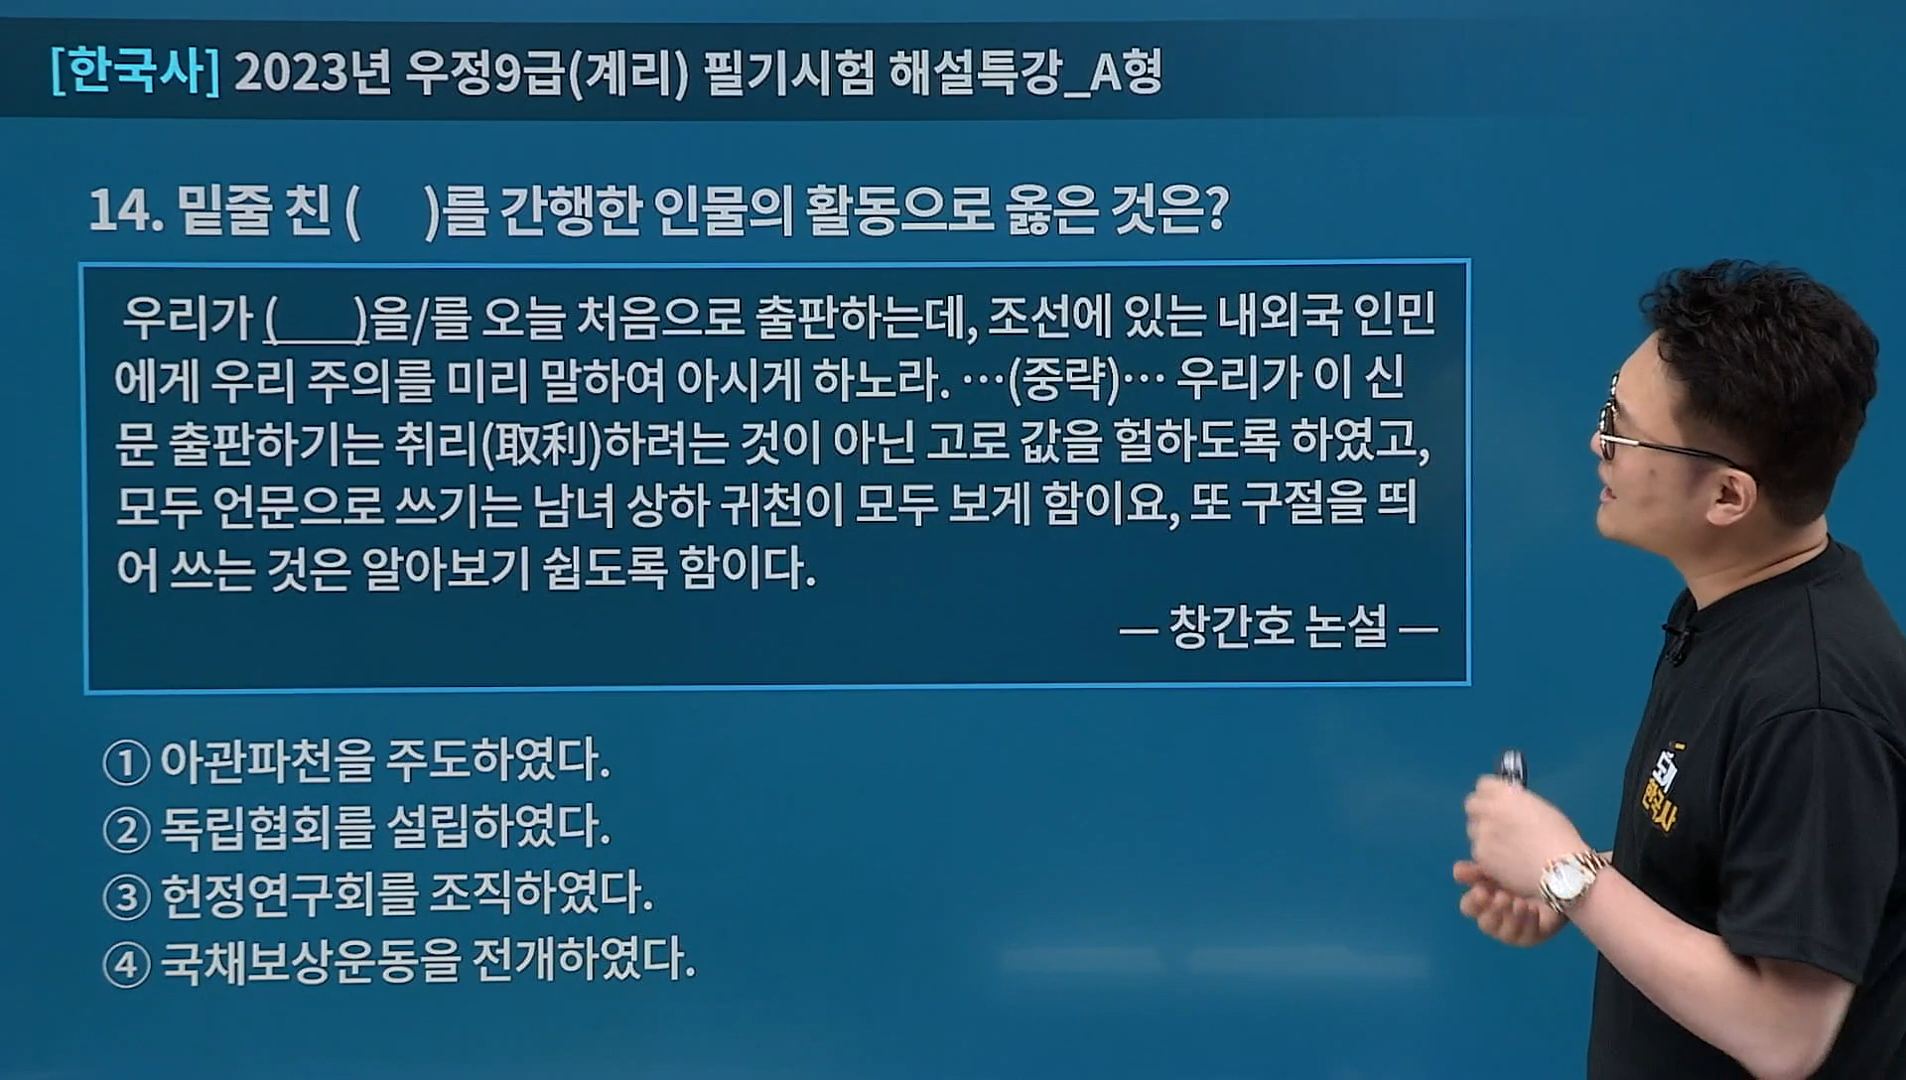 [한국사] 2023년 우정9급(계리) 필기시험 해설특강_A형
14. 밑줄 친 (    )를 간행한 인물의 활동으로 옳은 것은?
우리가 (___)을/를 오늘 처음으로 출판하는데, 조선에 있는 내외국 인민
에게 우리 주의를 미리 말하여 아시게 하노라. …(중략)… 우리가 이 신
문 출판하기는 취리(取利)하려는 것이 아닌 고로 값을 헐하도록 하였고,
모두 언문으로 쓰기는 남녀 상하 귀천이 모두 보게 함이요, 또 구절을 띄
어 쓰는 것은 알아보기 쉽도록 함이다.
— 창간호 논설 —
① 아관파천을 주도하였다.
② 독립협회를 설립하였다.
③ 헌정연구회를 조직하였다.
④ 국채보상운동을 전개하였다.
한국사